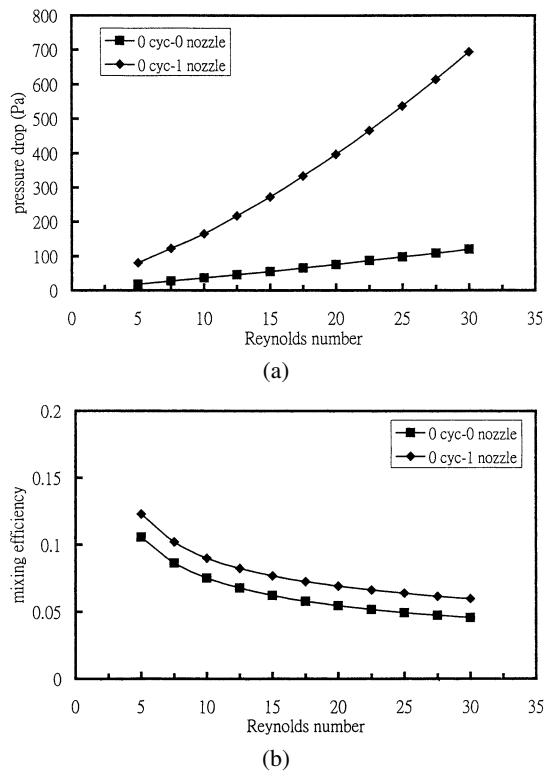 800
700
600
500
400
300
200
100
0
pressure drop (Pa)
0 cyc-0 nozzle
0 cyc-1 nozzle
0 5 10 15 20 25 30 35
Reynolds number
(a)
0.2
0.15
0.1
0.05
0
mixing efficiency
0 cyc-0 nozzle
0 cyc-1 nozzle
0 5 10 15 20 25 30 35
Reynolds number
(b)